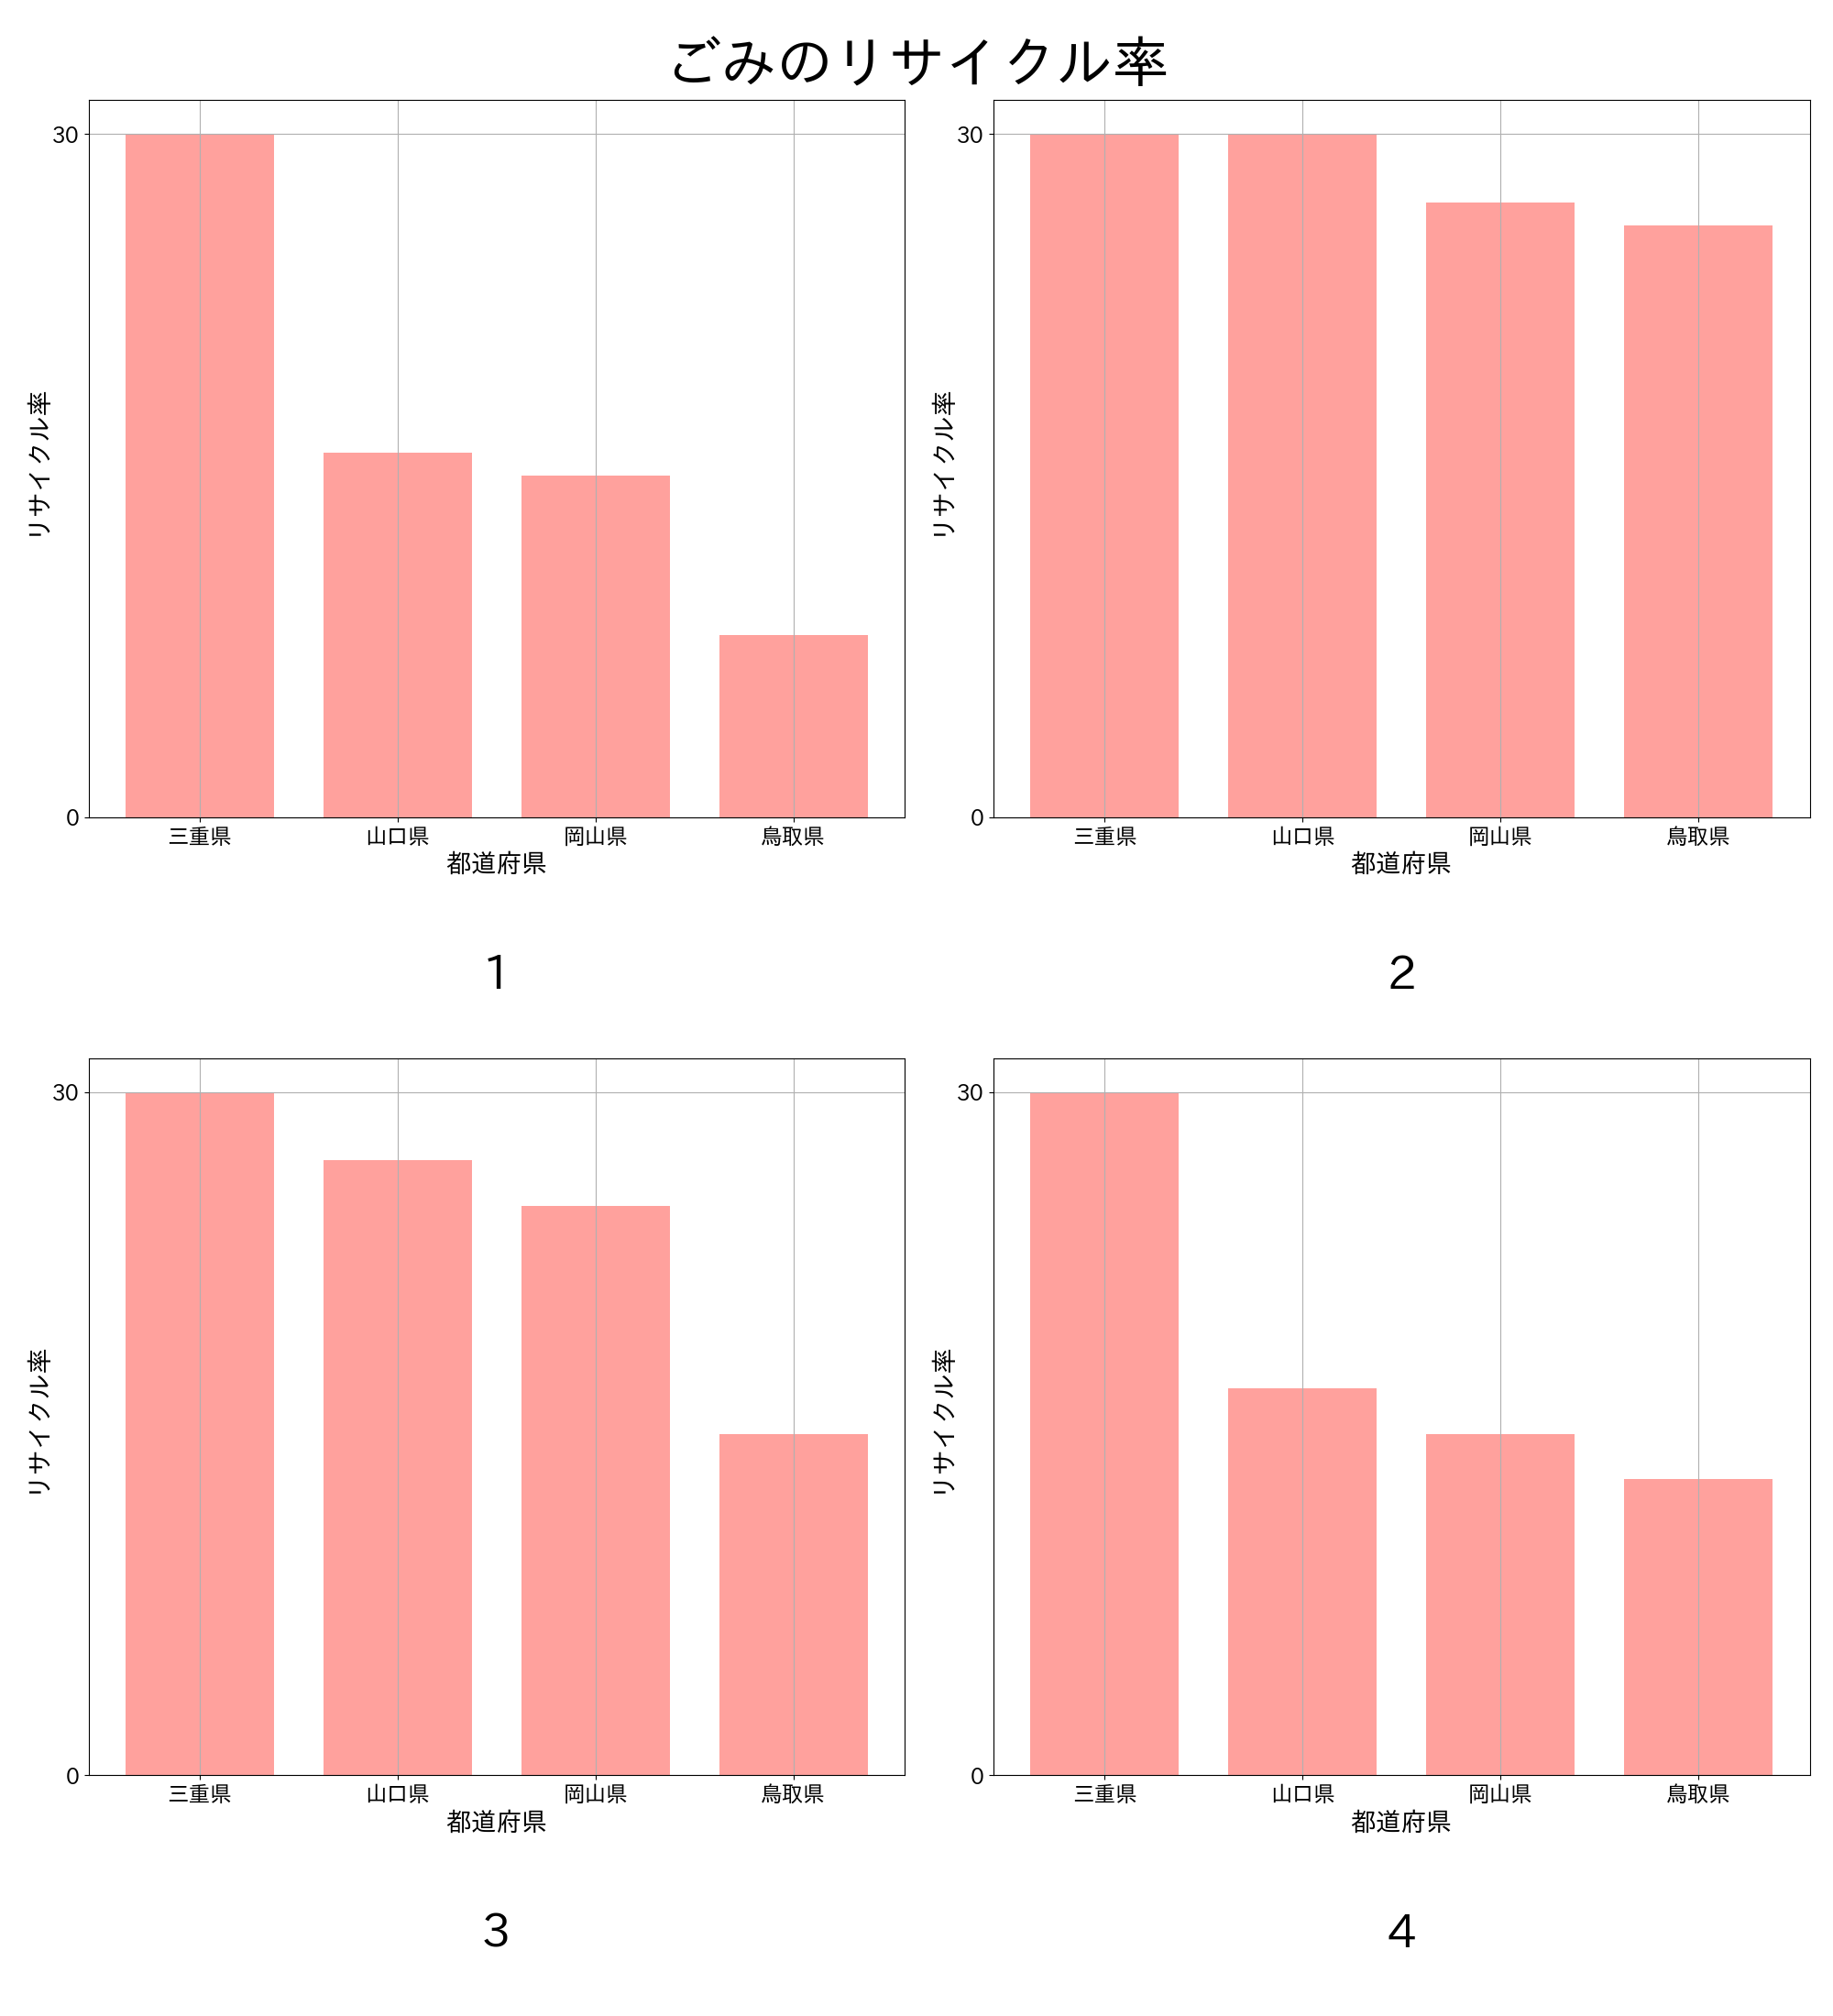 ごみのリサイクル率
30
0
リサイクル率
三重県 山口県 岡山県 鳥取県
都道府県
1
30
0
リサイクル率
三重県 山口県 岡山県 鳥取県
都道府県
2
30
0
リサイクル率
三重県 山口県 岡山県 鳥取県
都道府県
3
30
0
リサイクル率
三重県 山口県 岡山県 鳥取県
都道府県
4